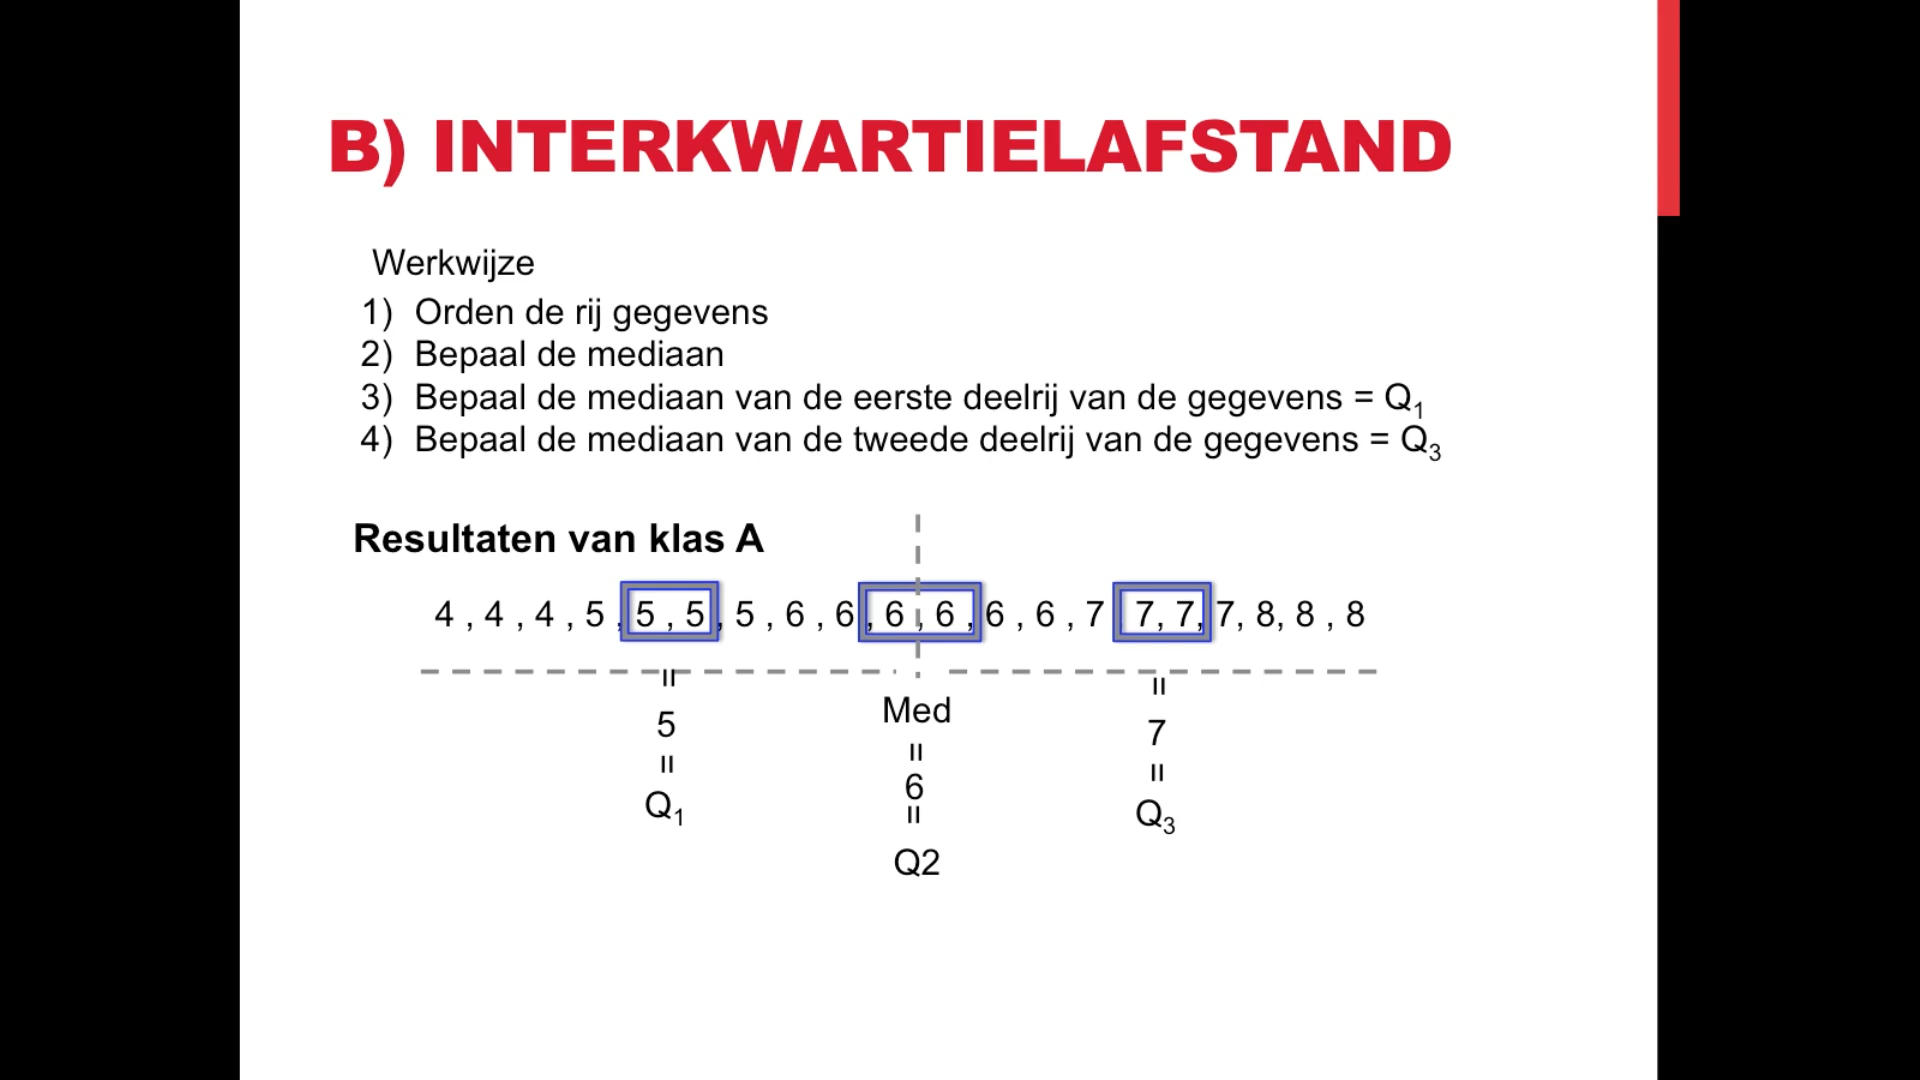 B) INTERKWARTIELAFSTAND
Werkwijze
1) Orden de rij gegevens
2) Bepaal de mediaan
3) Bepaal de mediaan van de eerste deelrij van de gegevens = Q₁
4) Bepaal de mediaan van de tweede deelrij van de gegevens = Q₃
Resultaten van klas A
4 , 4 , 4 , 5 , 5 , 5 , 5 , 6 , 6 , 6 , 6 , 6 , 6 , 7 7, 7, 7, 8, 8 , 8
=
5
=
Q₁
Med
=
6
=
Q2
=
7
=
Q₃